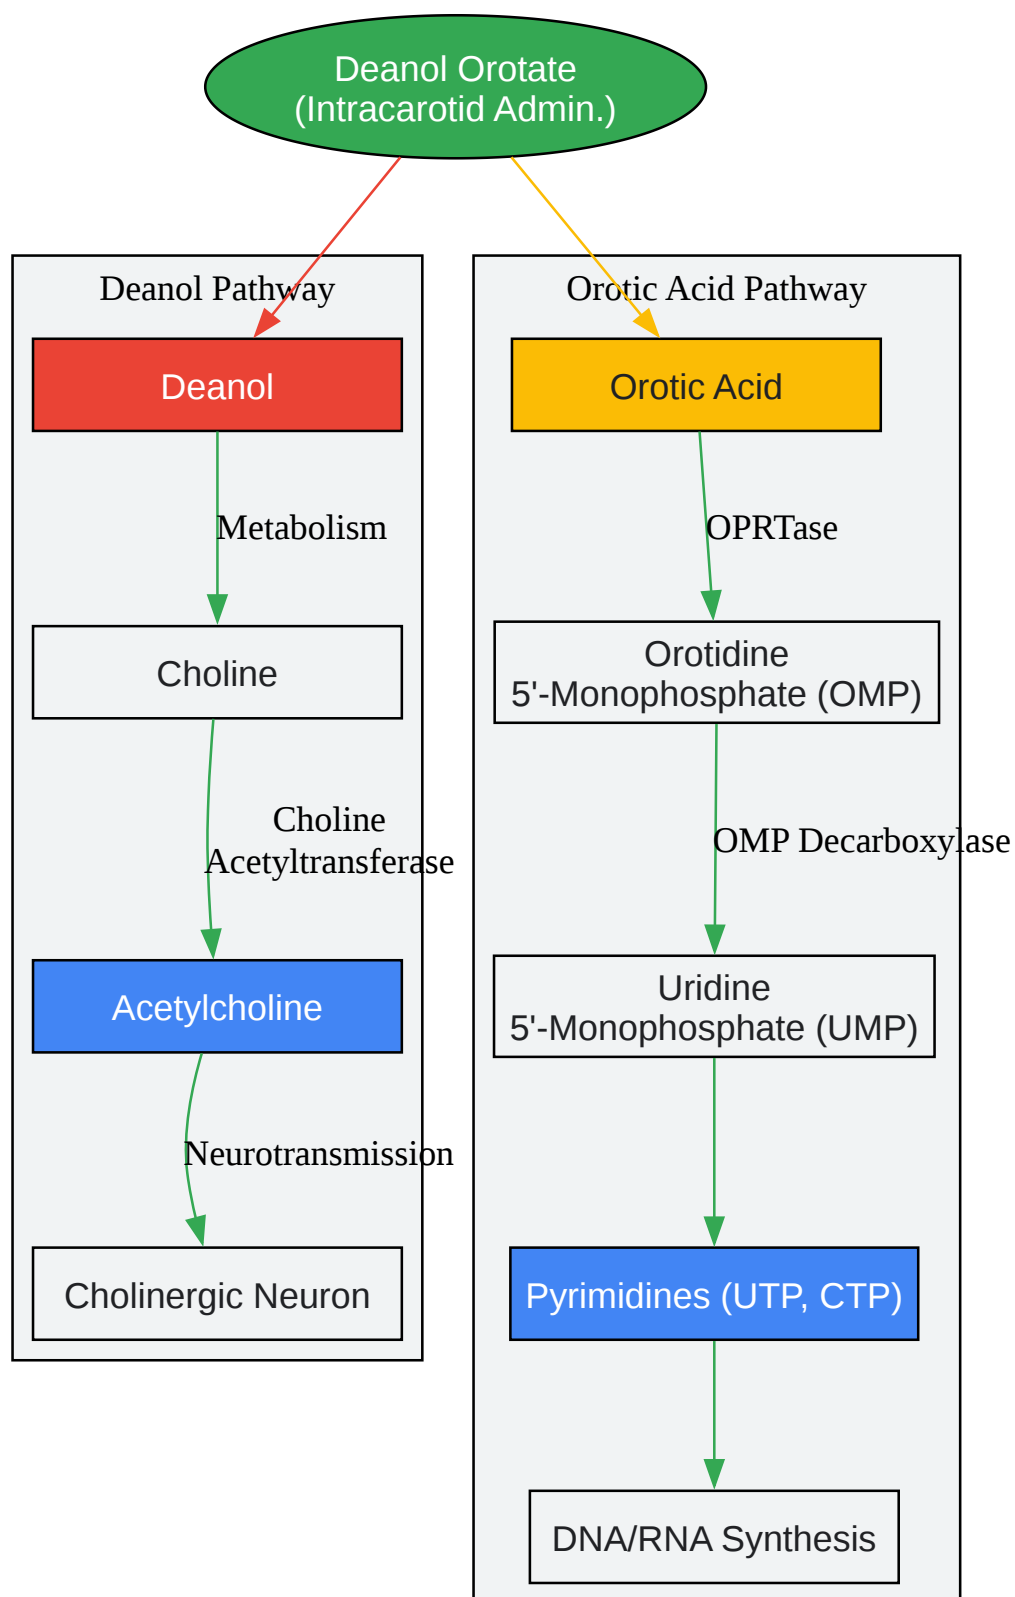 Deanol Orotate
(Intracarotid Admin.)
Deanol Pathway
Deanol
Metabolism
Choline
Choline
Acetyltransferase
Acetylcholine
Neurotransmission
Cholinergic Neuron
Orotic Acid Pathway
Orotic Acid
OPRTase
Orotidine
5'-Monophosphate (OMP)
OMP Decarboxylase
Uridine
5'-Monophosphate (UMP)
Pyrimidines (UTP, CTP)
DNA/RNA Synthesis